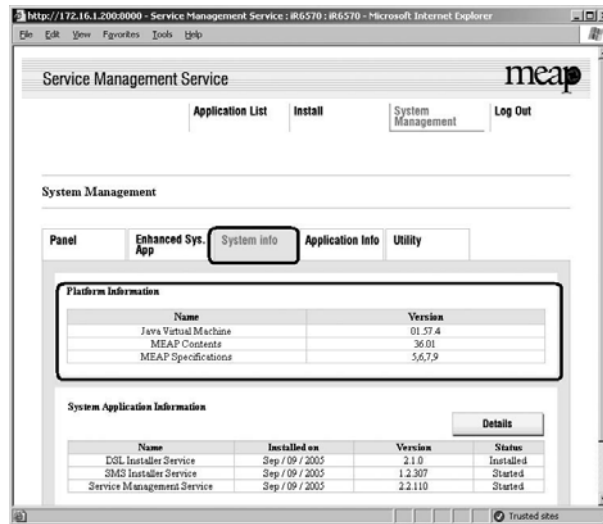 http://172.16.1.200:0000 - Service Management Service : iR6570 : iR6570 - Microsoft Internet Explorer
File Edit View Favorites Tools Help
Service Management Service meap
Application List Install System Management Log Out
System Management
Panel Enhanced Sys. App System info Application Info Utility
Platform Information
Name Version
Java Virtual Machine 01.57.4
MEAP Contents 36.01
MEAP Specifications 5,6,7,9
System Application Information
Details
Name Installed on Version Status
DSL Installer Service Sep / 09 / 2005 2.1.0 Installed
SMS Installer Service Sep / 09 / 2005 1.2.307 Started
Service Management Service Sep / 09 / 2005 2.2.110 Started
Trusted sites